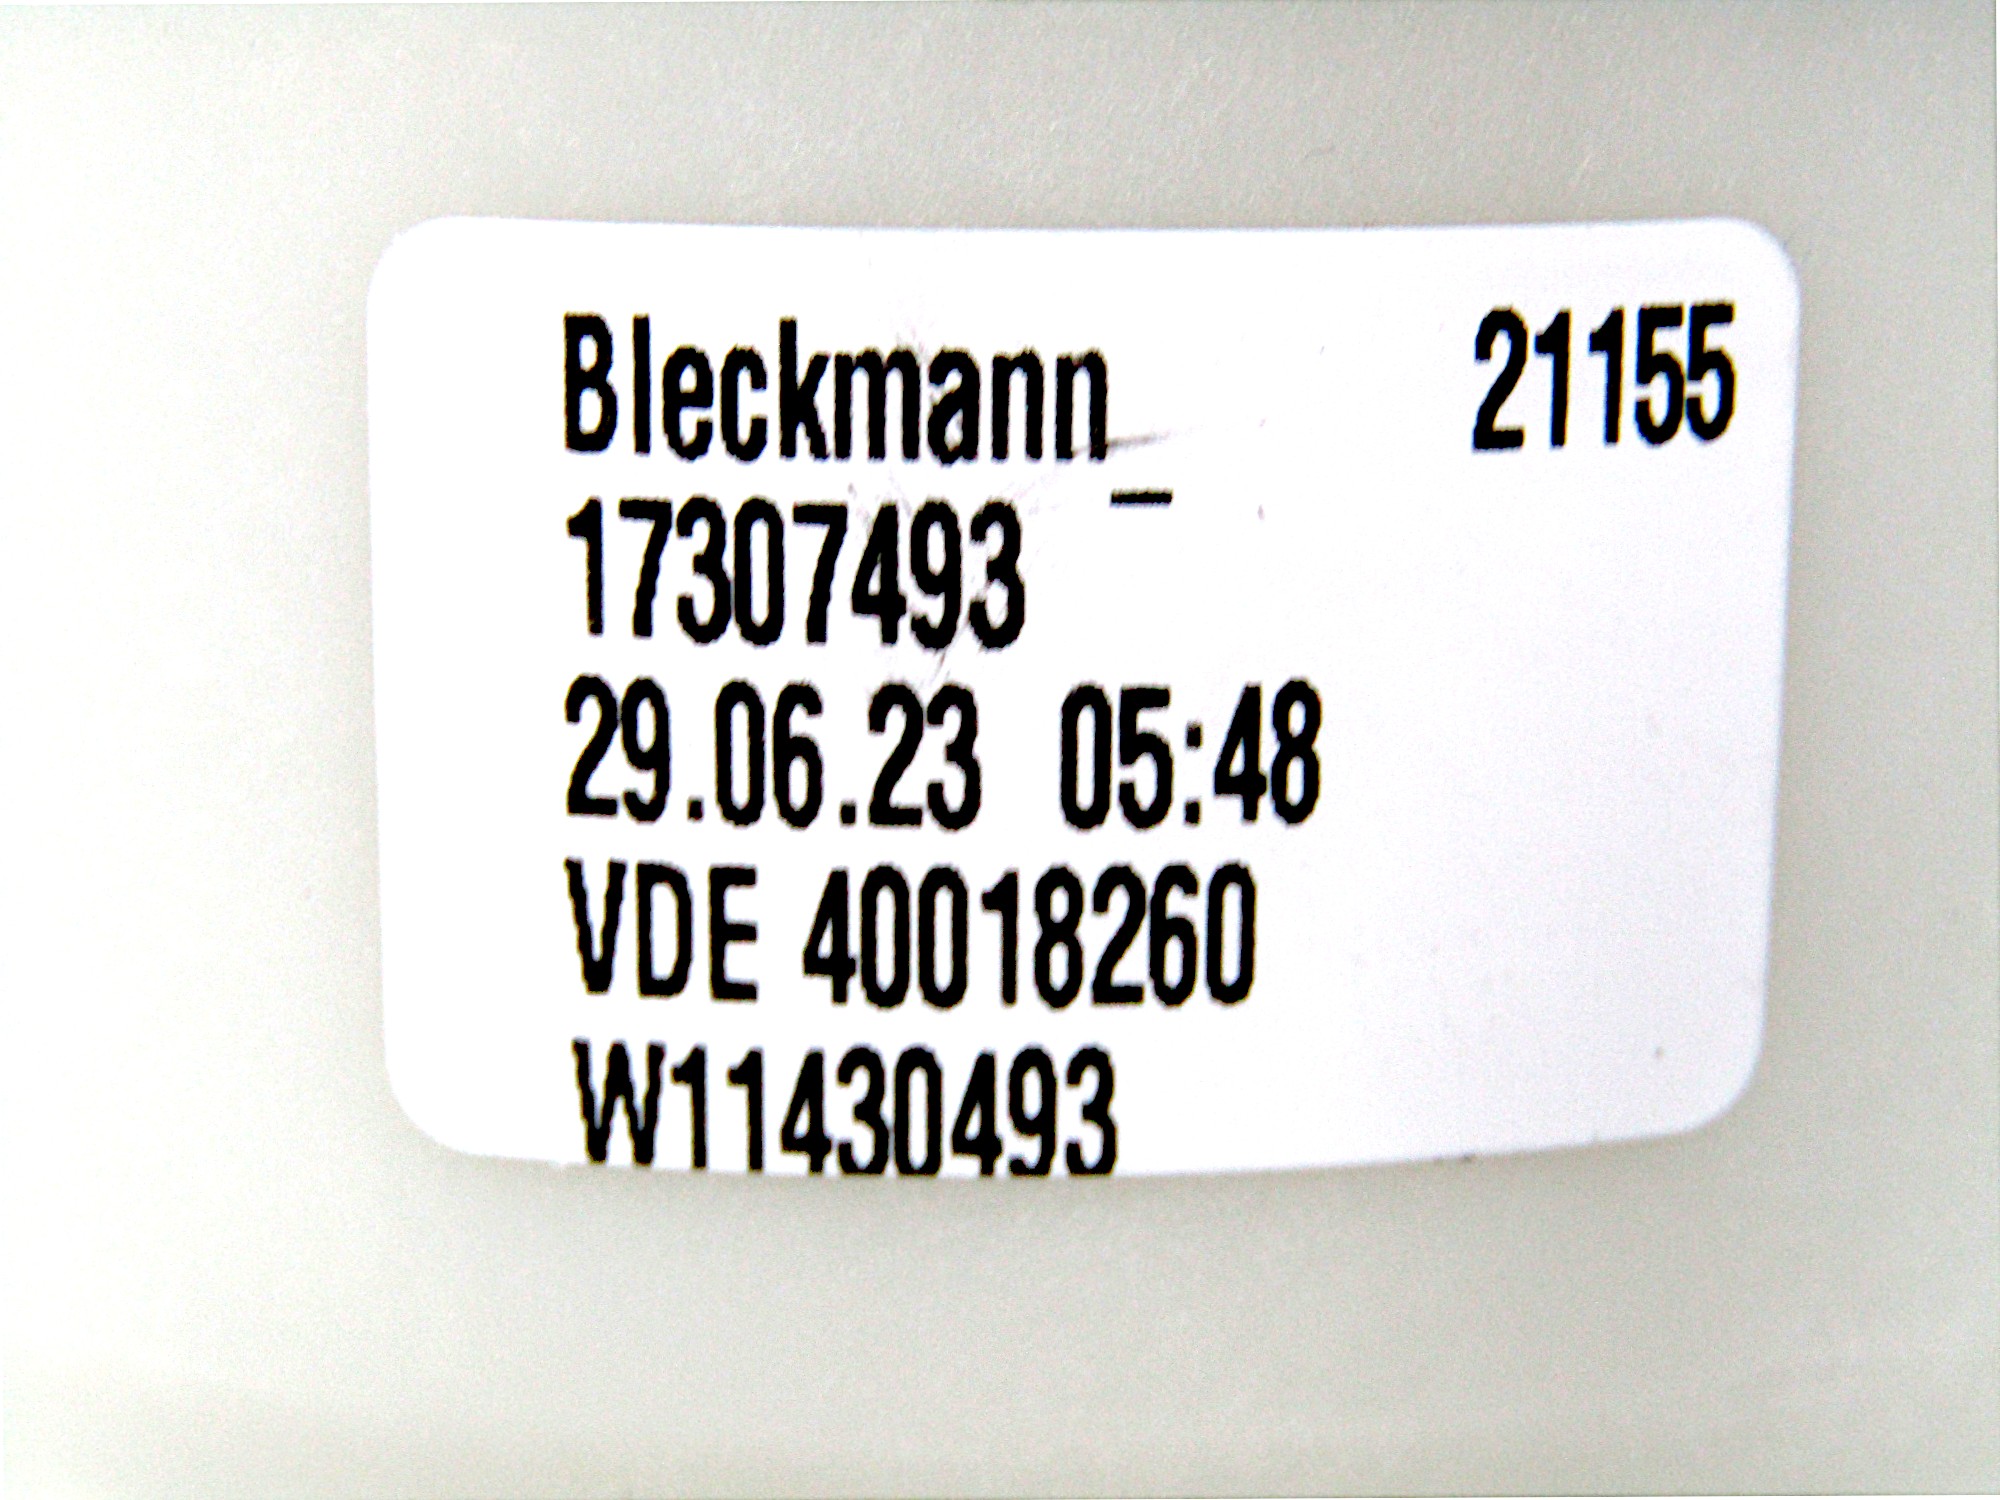 Bleckmann 21155
17307493 –
29.06.23 05:48
VDE 40018260
W11430493